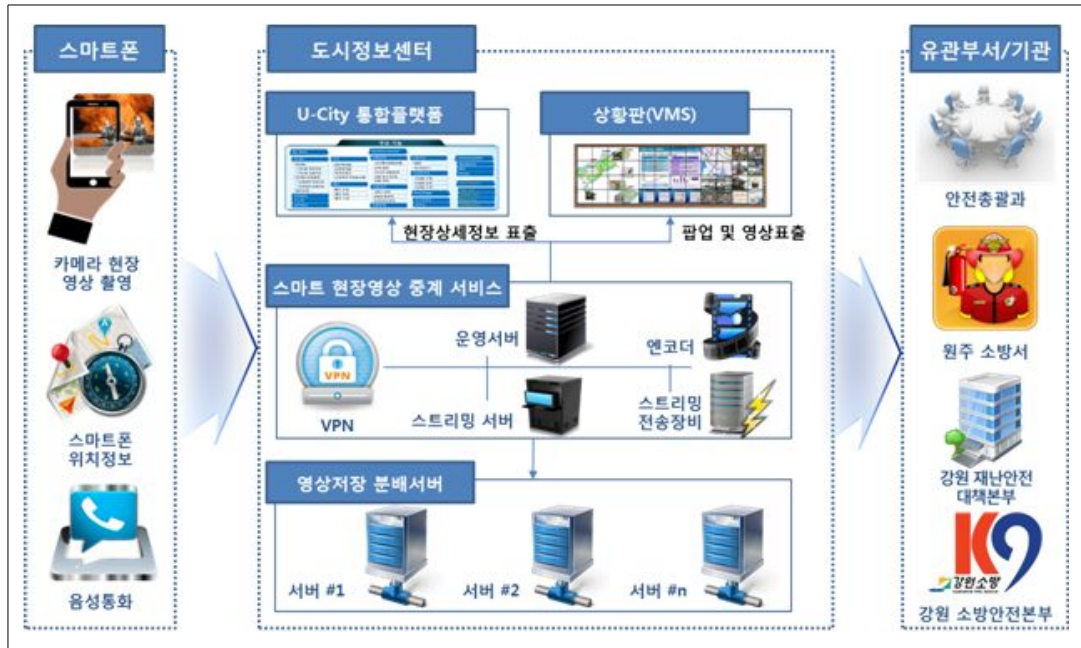 스마트폰
카메라 현장
영상 촬영
스마트폰
위치정보
음성통화
도시정보센터
U-City 통합플랫폼
상황판(VMS)
현장상세정보 표출
팝업 및 영상표출
스마트 현장영상 중계 서비스
VPN
VPN
운영서버
스트리밍 서버
엔코더
스트리밍
전송장비
영상저장 분배서버
서버 #1
서버 #2
서버 #n
유관부서/기관
안전총괄과
원주 소방서
강원 재난안전
대책본부
K9
강원소방
강원 소방안전본부